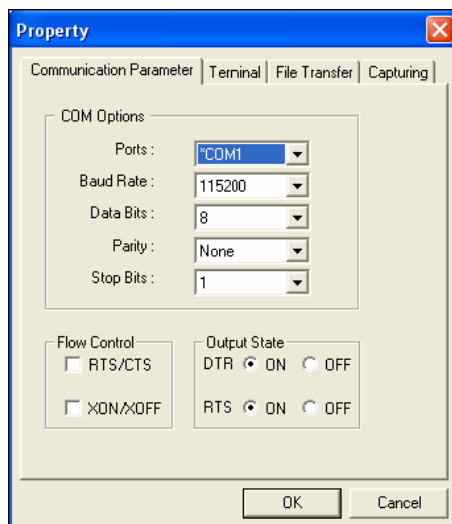 Property
Communication Parameter Terninal File Transfer Capturing
COM Options
Ports : *COM1
Baud Rate : 115200
Data Bits : 8
Parity : None
Stop Bits : 1
Flow Control
RTS/CTS
XON/XOFF
Output State
DTR ON OFF
RTS ON OFF
OK Cancel